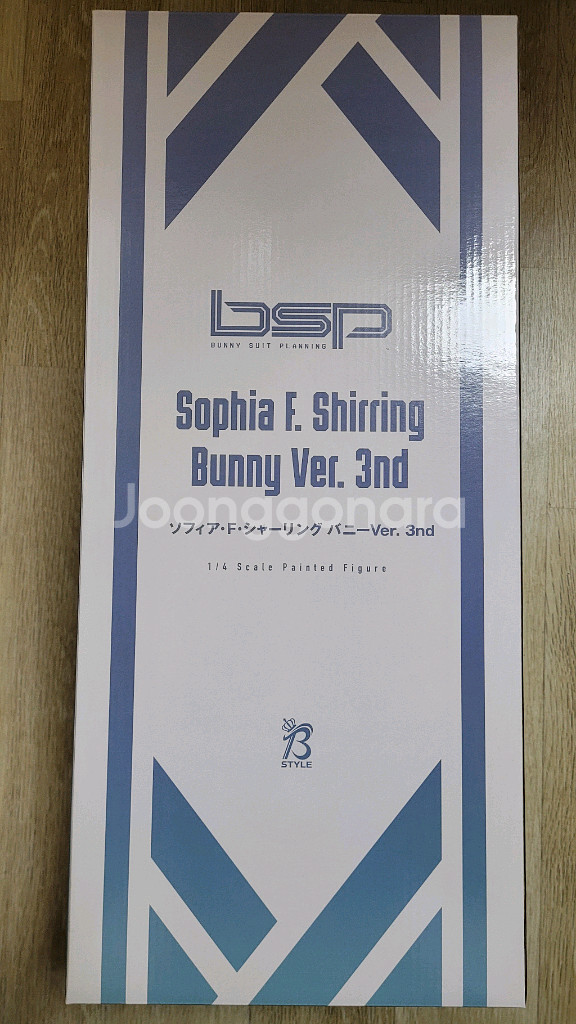 bsp
BUNNY SUIT PLANNING
Sophia F. Shirring
Bunny Ver. 3nd
Joonggonara
ソフィア・F・シャーリング バニーVer. 3nd
1/4 Scale Painted Figure
B
STYLE